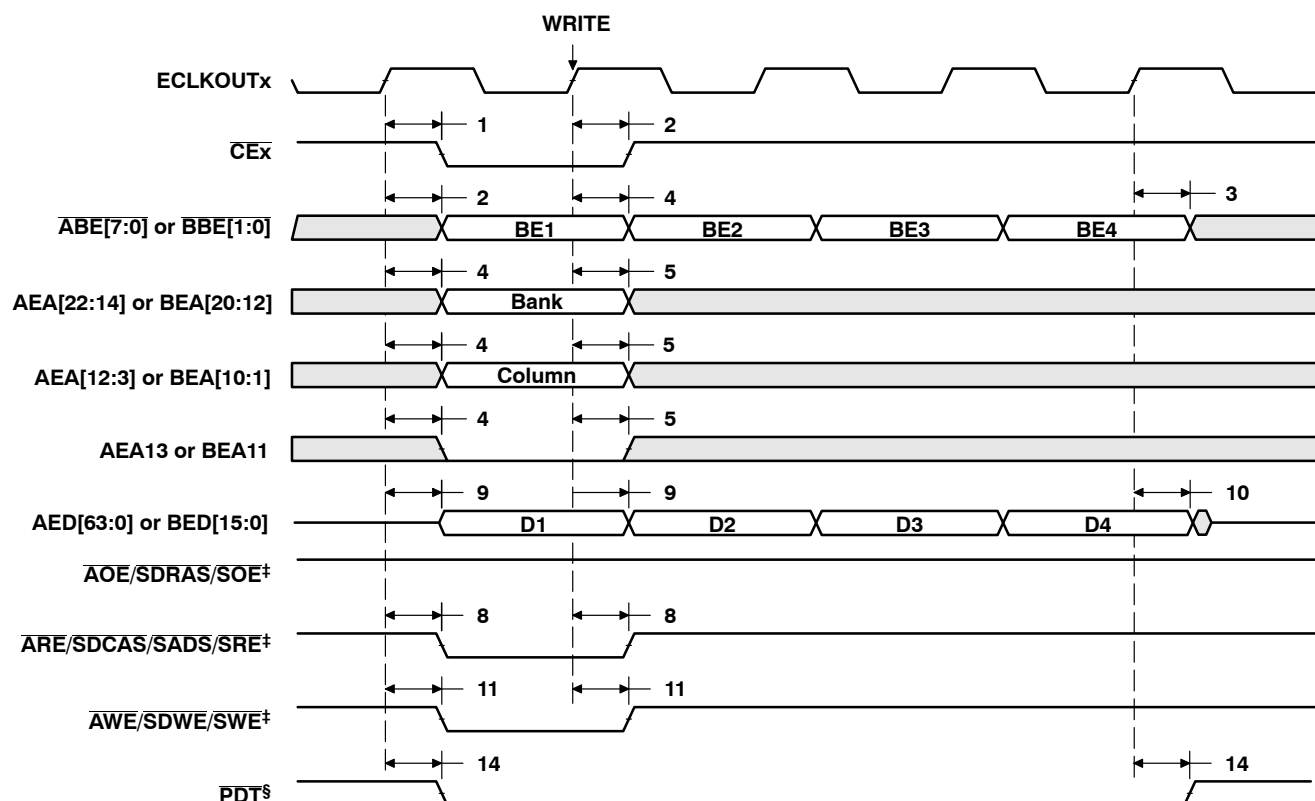 WRITE
ECLKOUTx
1 2
CEx
2 4 3
ABE[7:0] or BBE[1:0] BE1 BE2 BE3 BE4
4 5
AEA[22:14] or BEA[20:12] Bank
4 5
AEA[12:3] or BEA[10:1] Column
4 5
AEA13 or BEA11
9 9 10
AED[63:0] or BED[15:0] D1 D2 D3 D4
AOE/SDRAS/SOE‡
8 8
ARE/SDCAS/SADS/SRE‡
11 11
AWE/SDWE/SWE‡
14 14
PDT§